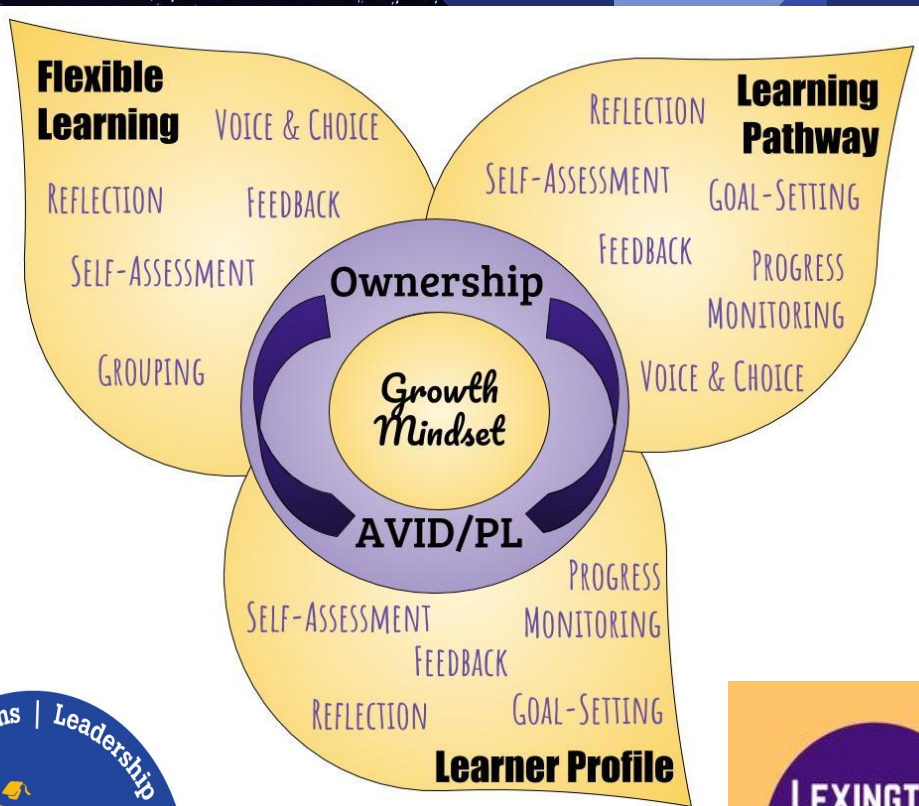 Flexible
Learning
VOICE & CHOICE
REFLECTION
FEEDBACK
SELF-ASSESSMENT
GROUPING
Learning
Pathway
REFLECTION
SELF-ASSESSMENT
GOAL-SETTING
FEEDBACK
PROGRESS
MONITORING
VOICE & CHOICE
Ownership
Growth
Mindset
AVID/PL
PROGRESS
MONITORING
SELF-ASSESSMENT
FEEDBACK
REFLECTION
GOAL-SETTING
Learner Profile
| Leadership